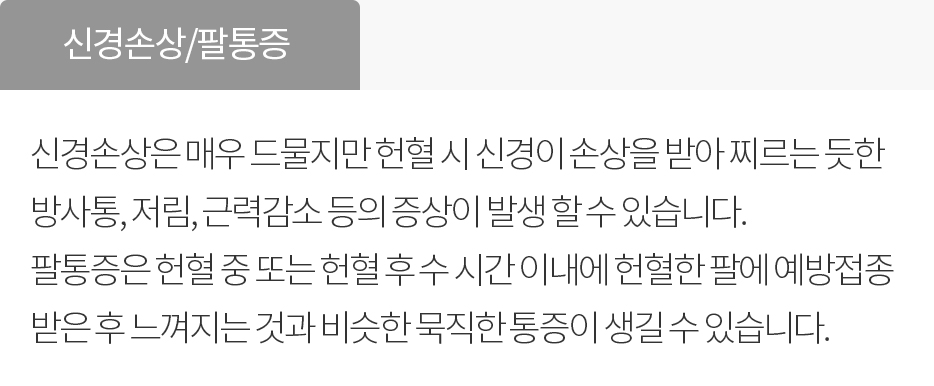 신경손상/팔통증
신경손상은 매우 드물지만 헌혈 시 신경이 손상을 받아 찌르는 듯한
방사통, 저림, 근력감소 등의 증상이 발생 할 수 있습니다.
팔통증은 헌혈 중 또는 헌혈 후 수 시간 이내에 헌혈한 팔에 예방접종
받은 후 느껴지는 것과 비슷한 묵직한 통증이 생길 수 있습니다.